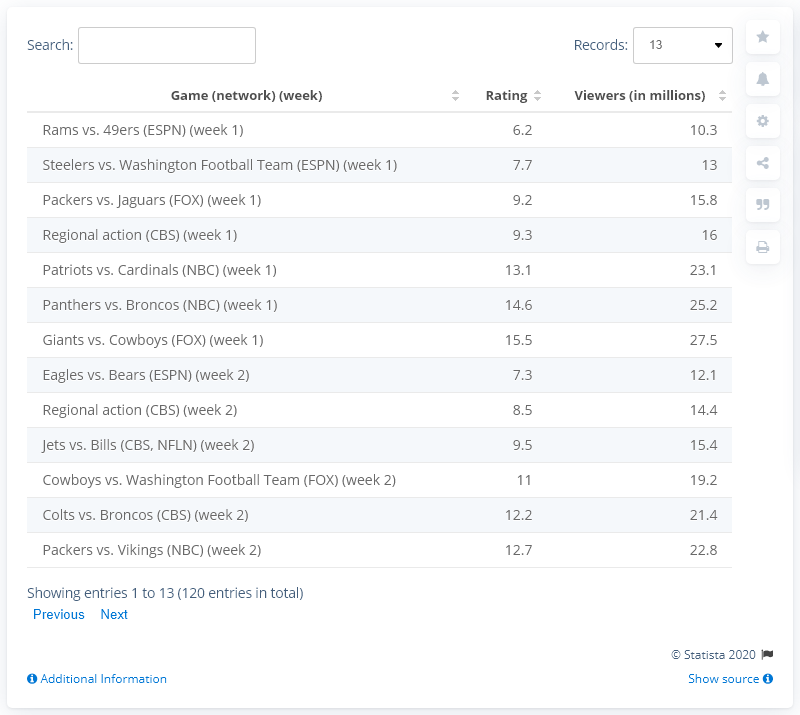 Search:
Records: 13
Game (network) (week) Rating Viewers (in millions)
Rams vs. 49ers (ESPN) (week 1) 6.2 10.3
Steelers vs. Washington Football Team (ESPN) (week 1) 7.7 13
Packers vs. Jaguars (FOX) (week 1) 9.2 15.8
Regional action (CBS) (week 1) 9.3 16
Patriots vs. Cardinals (NBC) (week 1) 13.1 23.1
Panthers vs. Broncos (NBC) (week 1) 14.6 25.2
Giants vs. Cowboys (FOX) (week 1) 15.5 27.5
Eagles vs. Bears (ESPN) (week 2) 7.3 12.1
Regional action (CBS) (week 2) 8.5 14.4
Jets vs. Bills (CBS, NFLN) (week 2) 9.5 15.4
Cowboys vs. Washington Football Team (FOX) (week 2) 11 19.2
Colts vs. Broncos (CBS) (week 2) 12.2 21.4
Packers vs. Vikings (NBC) (week 2) 12.7 22.8
Showing entries 1 to 13 (120 entries in total)
Previous Next
© Statista 2020
Additional Information
Show source